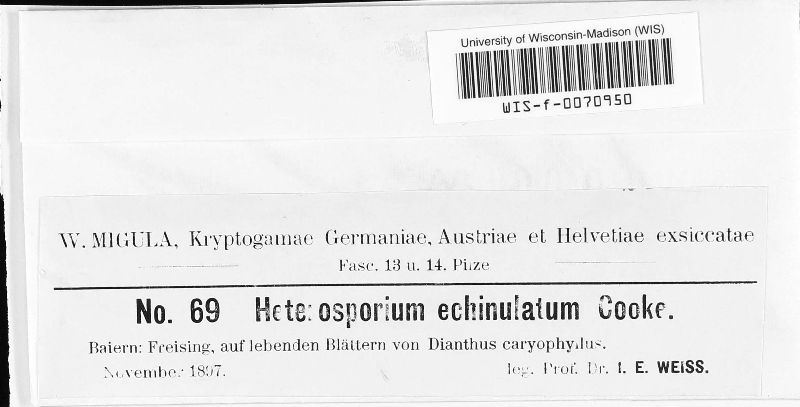 University of Wisconsin-Madison (WIS)
WIS-f-0070950
W. MIGULA, Kryptogamae Germaniae, Austriae et Helvetiae exsiccatae
Fasc. 13 u. 14. Pilze
No. 69 Heterosporium echinulatum Cooke.
Baiern: Freising, auf lebenden Blättern von Dianthus caryophyllus.
November 1897.
leg. Prof. Dr. I. E. WEISS.